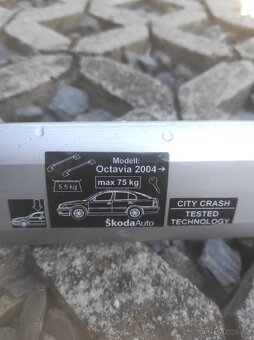 Modell:
Octavia 2004→
5.5 kg
max 75 kg
ŠkodaAuto
CITY CRASH
TESTED
TECHNOLOGY